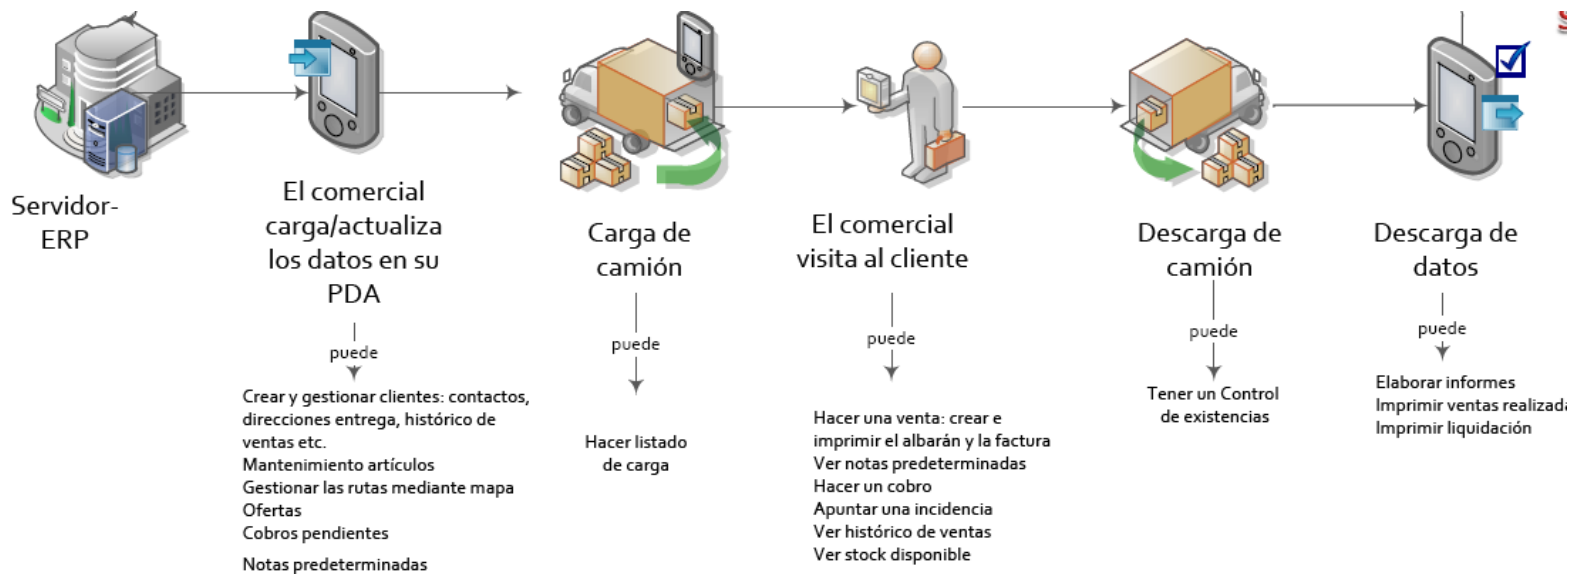 Servidor-
ERP
El comercial
carga/actualiza
los datos en su
PDA
puede
Crear y gestionar clientes: contactos,
direcciones entrega, histórico de
ventas etc.
Mantenimiento artículos
Gestionar las rutas mediante mapa
Ofertas
Cobros pendientes
Notas predeterminadas
Carga de
camión
puede
Hacer listado
de carga
El comercial
visita al cliente
puede
Hacer una venta: crear e
imprimir el albarán y la factura
Ver notas predeterminadas
Hacer un cobro
Apuntar una incidencia
Ver histórico de ventas
Ver stock disponible
Descarga de
camión
puede
Tener un Control
de existencias
Descarga de
datos
puede
Elaborar informes
Imprimir ventas realizada
Imprimir liquidación